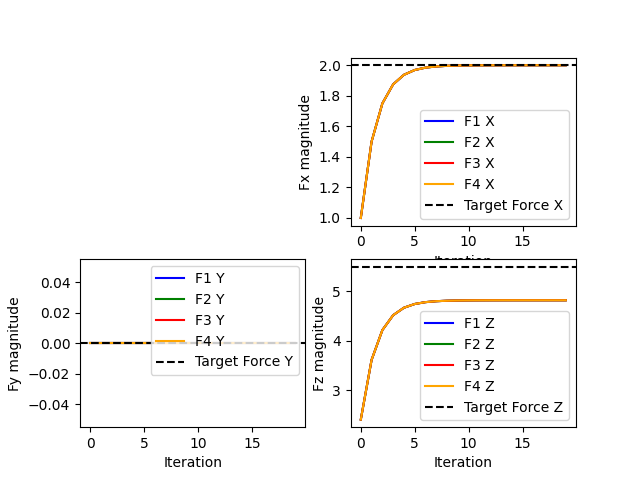 2.0
1.8
1.6
1.4
1.2
1.0
Fx magnitude
F1 X
F2 X
F3 X
F4 X
Target Force X
0
5
10
15
Iteration
0.04
0.02
0.00
−0.02
−0.04
Fy magnitude
F1 Y
F2 Y
F3 Y
F4 Y
Target Force Y
0
5
10
15
Iteration
5
4
3
Fz magnitude
F1 Z
F2 Z
F3 Z
F4 Z
Target Force Z
0
5
10
15
Iteration